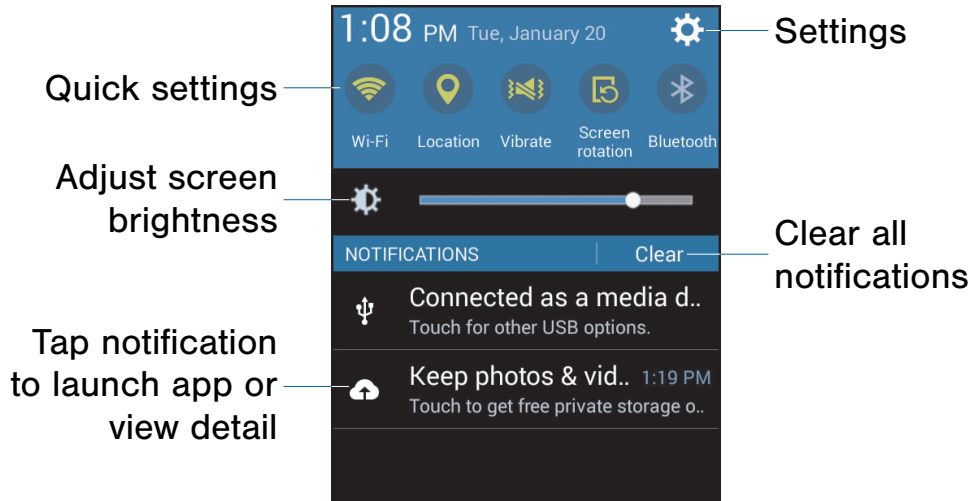 1:08 PM Tue, January 20
Settings
Quick settings
Wi-Fi
Location
Vibrate
Screen
rotation
Bluetooth
Adjust screen
brightness
NOTIFICATIONS
Clear
Clear all
notifications
Connected as a media d..
Touch for other USB options.
Tap notification
to launch app or
view detail
Keep photos & vid.. 1:19 PM
Touch to get free private storage o..